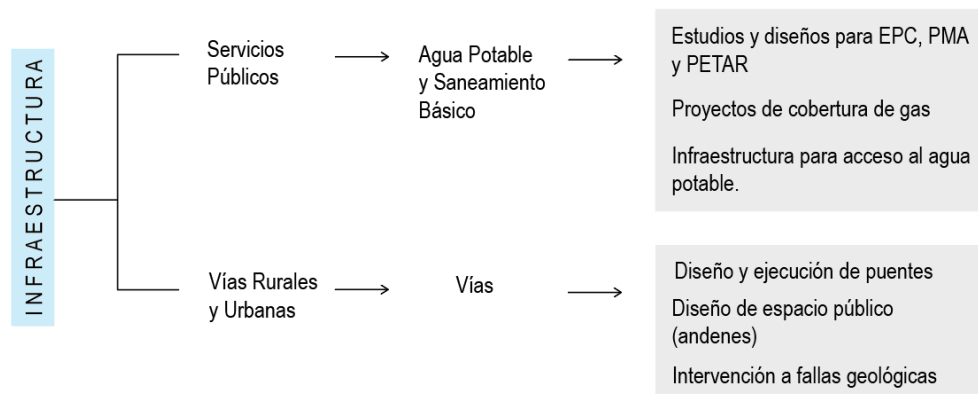 INFRAESTRUCTURA
Servicios
Públicos
Agua Potable
y Saneamiento
Básico
Estudios y diseños para EPC, PMA
y PETAR
Proyectos de cobertura de gas
Infraestructura para acceso al agua
potable.
Vías Rurales
y Urbanas
Vías
Diseño y ejecución de puentes
Diseño de espacio público
(andenes)
Intervención a fallas geológicas